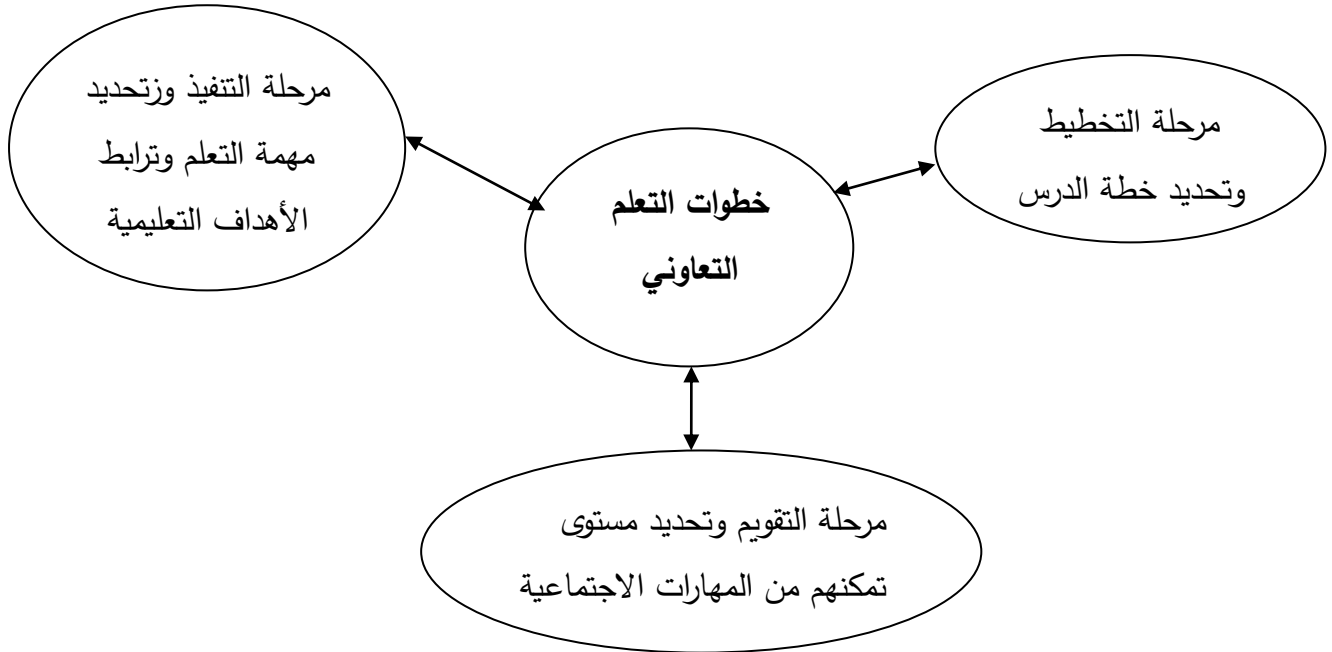 مرحلة التخطيط
وتحديد خطة الدرس
خطوات التعلم
التعاوني
مرحلة التنفيذ وزتحديد
مهمة التعلم وترابط
الأهداف التعليمية
مرحلة التقويم وتحديد مستوى
تمكنهم من المهارات الاجتماعية